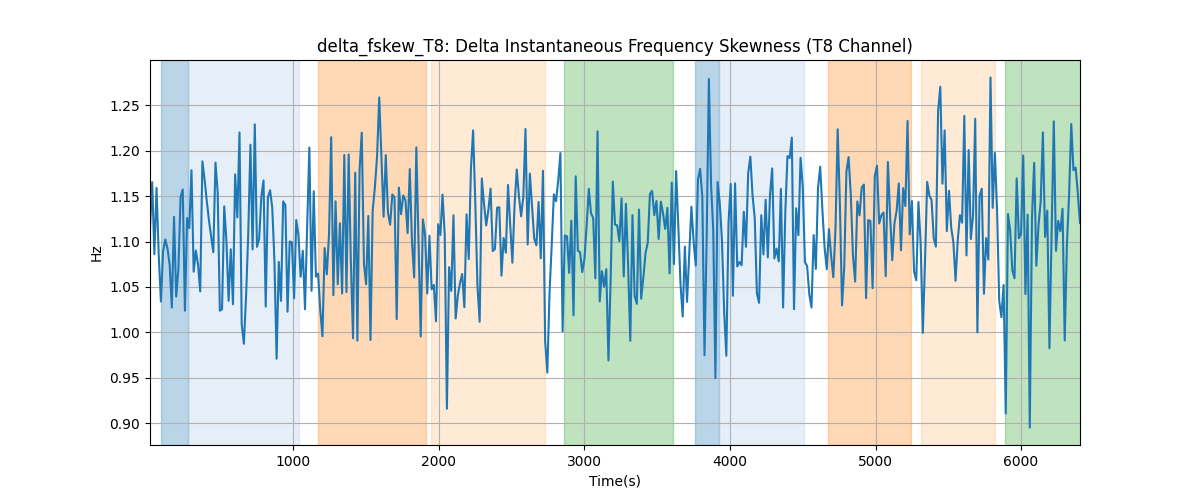 delta_fskew_T8: Delta Instantaneous Frequency Skewness (T8 Channel)
Hz
1.25
1.20
1.15
1.10
1.05
1.00
0.95
0.90
1000 2000 3000 4000 5000 6000
Time(s)